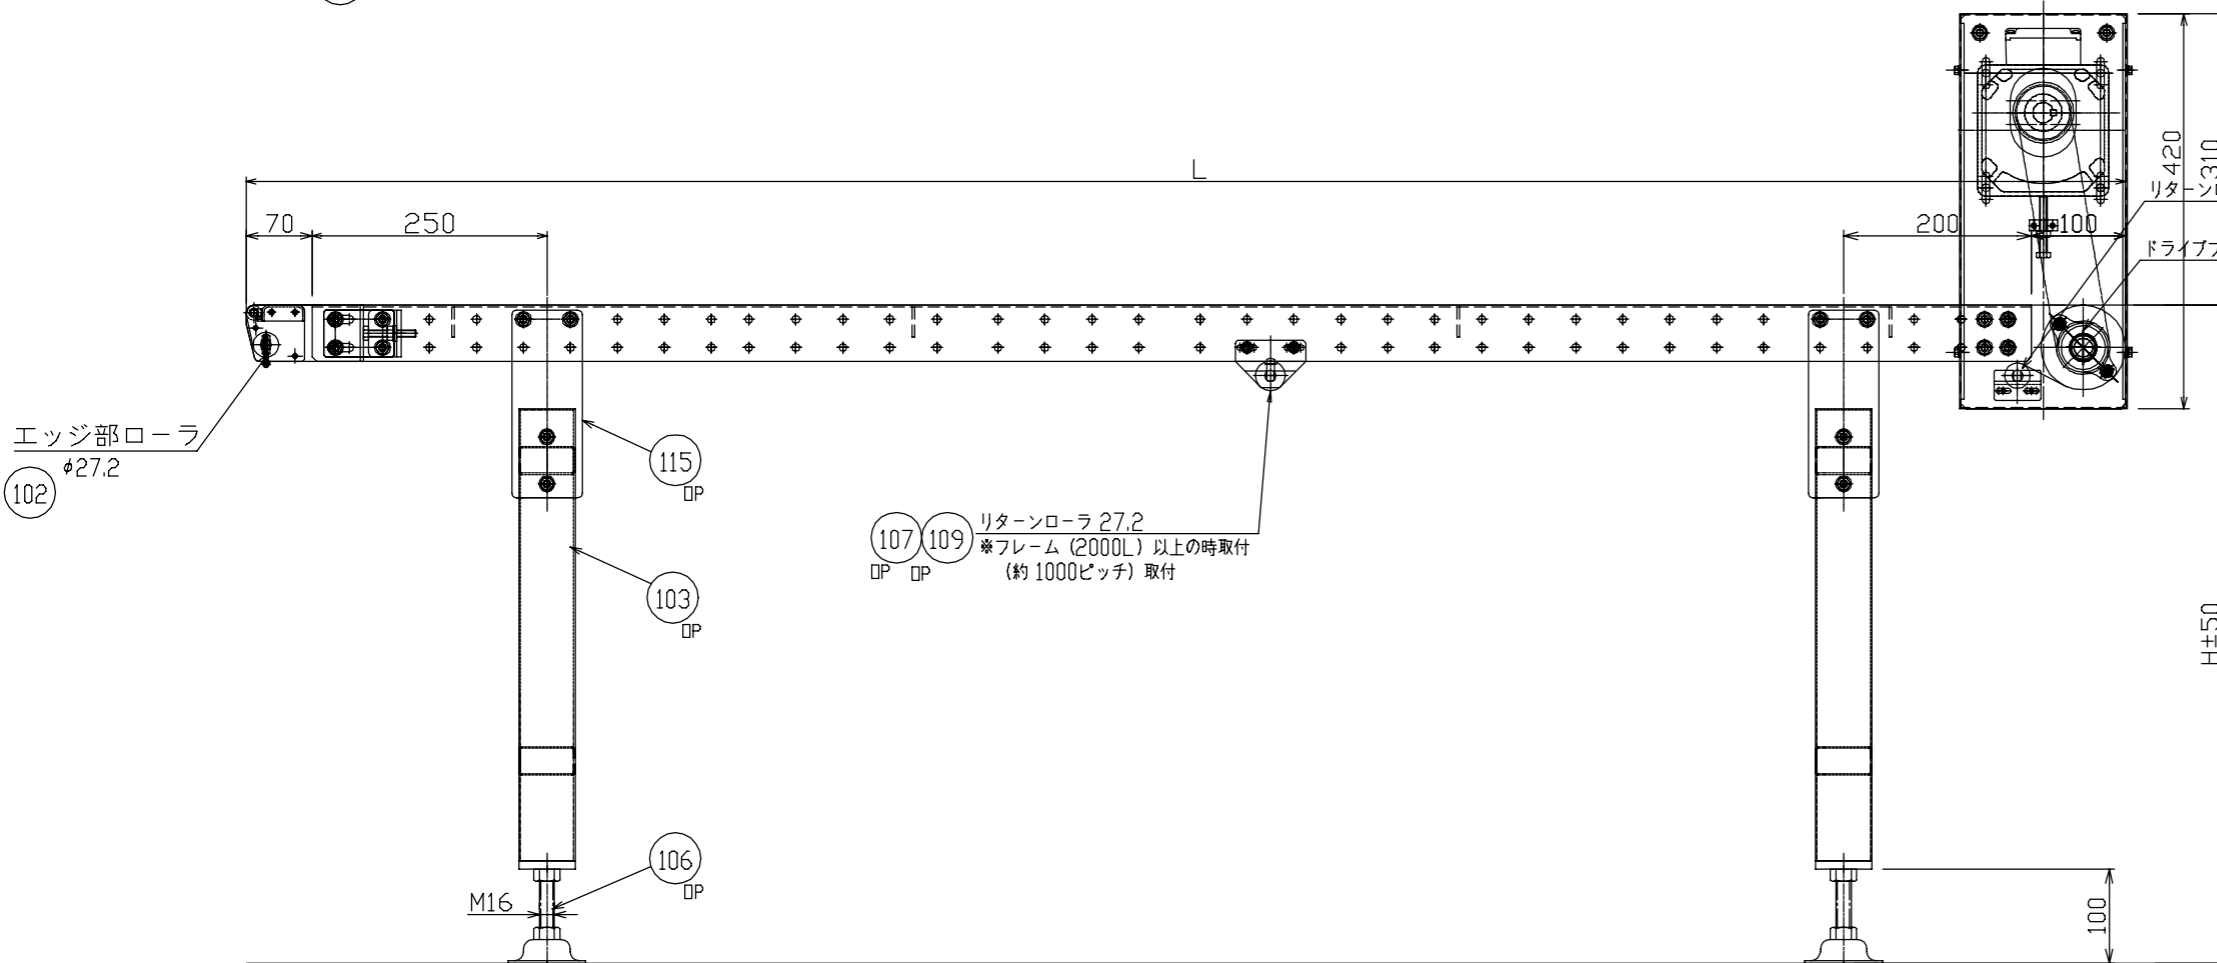 L
420
310
リターンロ
70
250
200
100
ドライブプ
エッジ部ローラ
φ27.2
102
115
OP
107 109 リターンローラ 27.2
OP OP ※フレーム (2000L) 以上の時取付
(約 1000ピッチ) 取付
103
OP
H±50
106
OP
M16
100